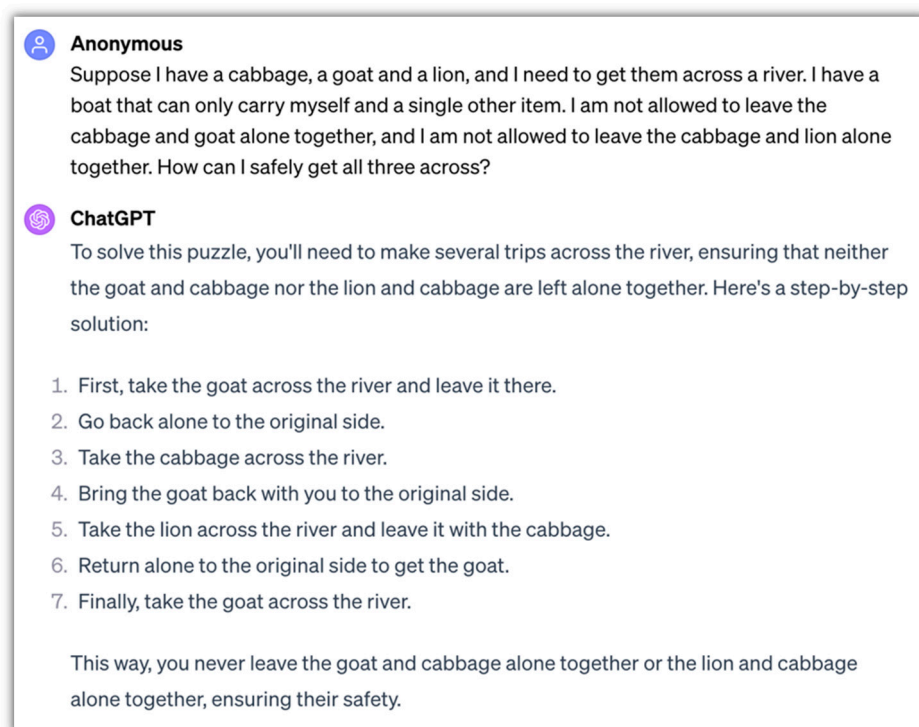 Anonymous
Suppose I have a cabbage, a goat and a lion, and I need to get them across a river. I have a
boat that can only carry myself and a single other item. I am not allowed to leave the
cabbage and goat alone together, and I am not allowed to leave the cabbage and lion alone
together. How can I safely get all three across?
ChatGPT
To solve this puzzle, you'll need to make several trips across the river, ensuring that neither
the goat and cabbage nor the lion and cabbage are left alone together. Here's a step-by-step
solution:
1. First, take the goat across the river and leave it there.
2. Go back alone to the original side.
3. Take the cabbage across the river.
4. Bring the goat back with you to the original side.
5. Take the lion across the river and leave it with the cabbage.
6. Return alone to the original side to get the goat.
7. Finally, take the goat across the river.
This way, you never leave the goat and cabbage alone together or the lion and cabbage
alone together, ensuring their safety.